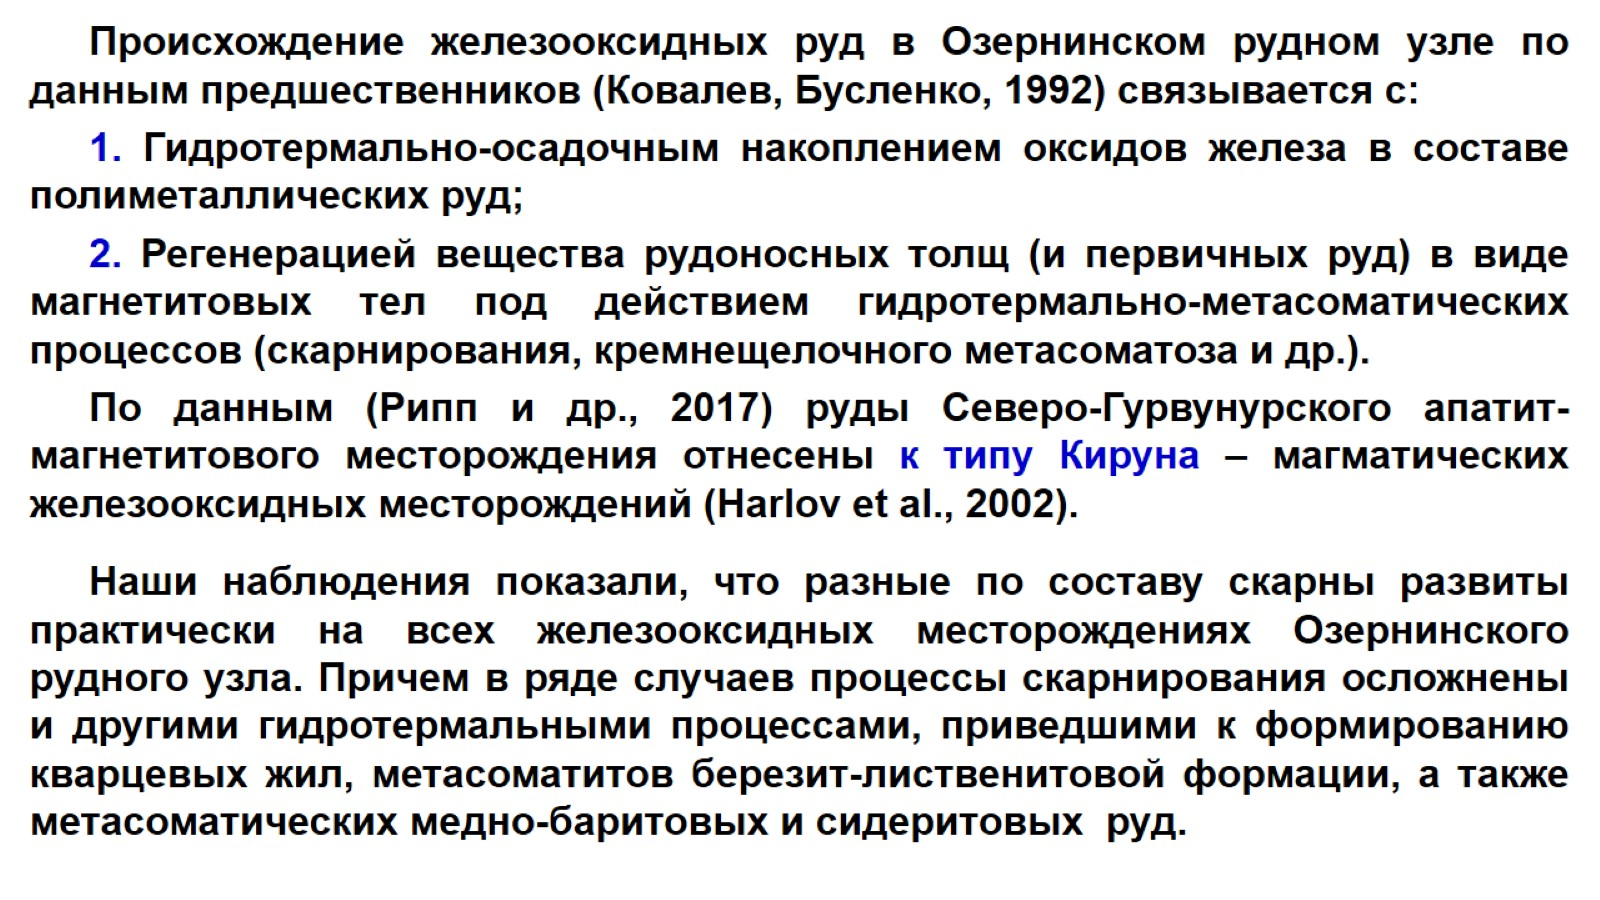 Происхождение железооксидных руд в Озернинском рудном узле по
данным предшественников (Ковалев, Бусленко, 1992) связывается с:
1. Гидротермально-осадочным накоплением оксидов железа в составе
полиметаллических руд;
2. Регенерацией вещества рудоносных толщ (и первичных руд) в виде
магнетитовых тел под действием гидротермально-метасоматических
процессов (скарнирования, кремнещелочного метасоматоза и др.).
По данным (Рипп и др., 2017) руды Северо-Гурвунурского апатит-
магнетитового месторождения отнесены к типу Кируна – магматических
железооксидных месторождений (Harlov et al., 2002).
Наши наблюдения показали, что разные по составу скарны развиты
практически на всех железооксидных месторождениях Озернинского
рудного узла. Причем в ряде случаев процессы скарнирования осложнены
и другими гидротермальными процессами, приведшими к формированию
кварцевых жил, метасоматитов березит-лиственитовой формации, а также
метасоматических медно-баритовых и сидеритовых  руд.